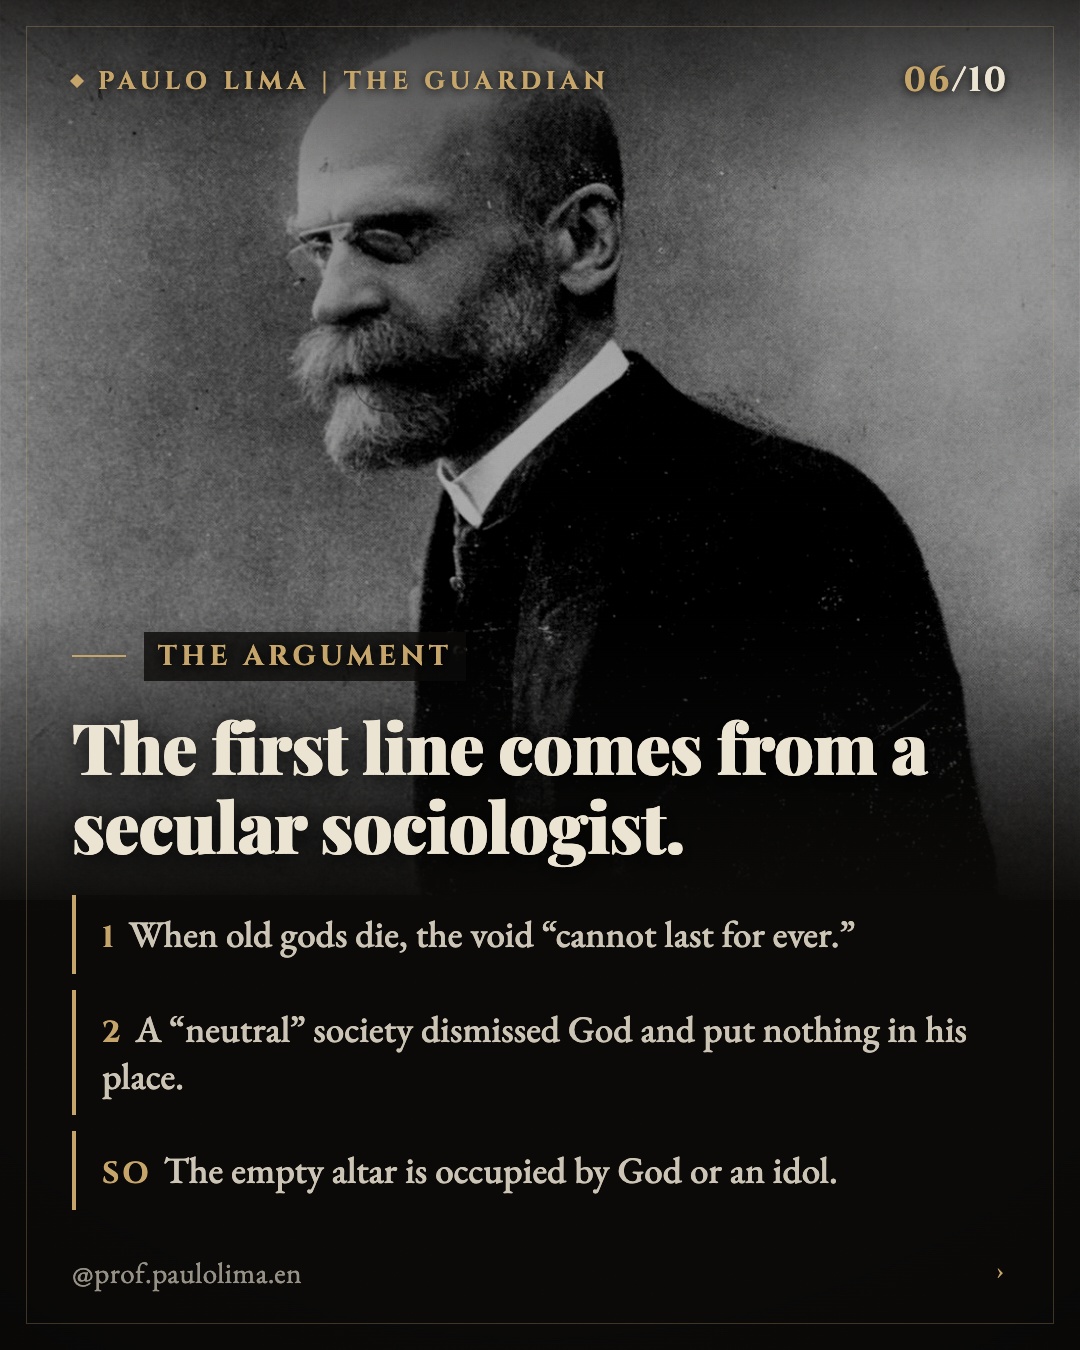 ◆ PAULO LIMA | THE GUARDIAN
06/10
THE ARGUMENT
The first line comes from a
secular sociologist.
1 When old gods die, the void “cannot last for ever.”
2 A “neutral” society dismissed God and put nothing in his
place.
SO The empty altar is occupied by God or an idol.
@prof.paulolima.en
›